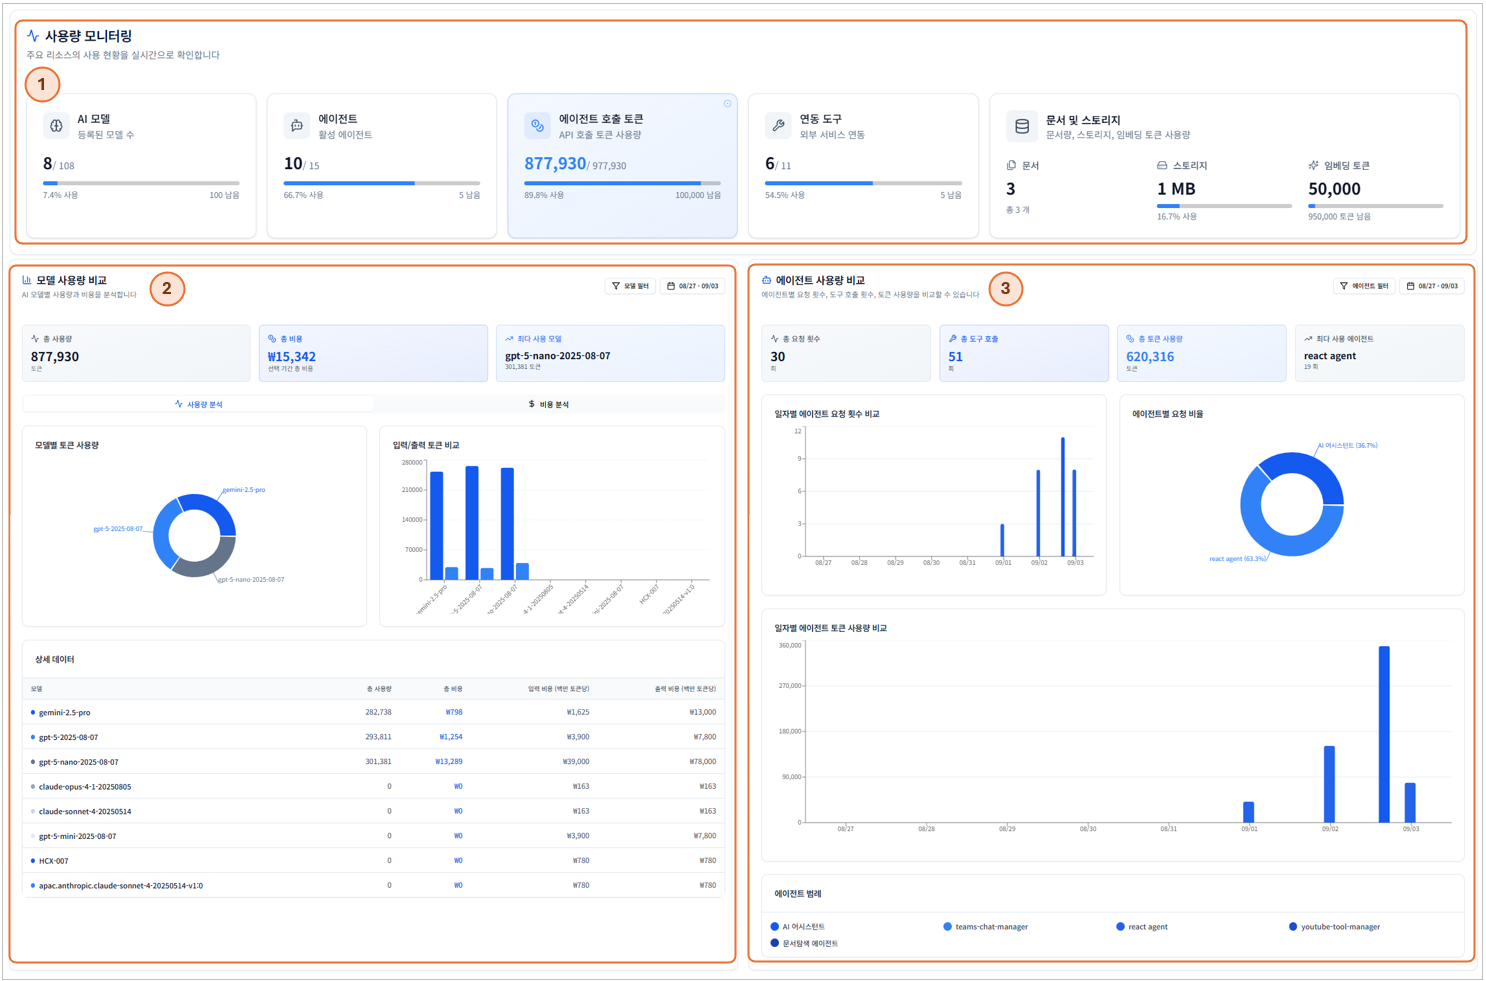 사용량 모니터링
주요 리소스의 사용 현황을 실시간으로 확인합니다
1
AI 모델
등록된 모델 수
8/ 108
7.4% 사용 100 남음
에이전트
활성 에이전트
10/ 15
66.7% 사용 5 남음
에이전트 호출 토큰
API 호출 토큰 사용량
877,930/ 977,930
89.8% 사용 100,000 남음
연동 도구
외부 서비스 연동
6/ 11
54.5% 사용 5 남음
문서 및 스토리지
문서량, 스토리지, 임베딩 토큰 사용량
문서
3
총 3 개
스토리지
1 MB
16.7% 사용
임베딩 토큰
50,000
950,000 토큰 남음
모델 사용량 비교
AI 모델별 사용량과 비용을 분석합니다
2
모델 필터
08/27 - 09/03
총 사용량
877,930
토큰
총 비용
₩15,342
선택 기간 총 비용
최다 사용 모델
gpt-5-nano-2025-08-07
301,381 토큰
사용량 분석
비용 분석
모델별 토큰 사용량
gemini-2.5-pro
gpt-5-2025-08-07
gpt-5-nano-2025-08-07
입력/출력 토큰 비교
280000
210000
140000
70000
0
gemini-2.5-pro
-5-2025-08-07
no-2025-08-07
4-1-20250805
t-4-20250514
ini-2025-08-07
HCX-007
20250514-v1:0
상세 데이터
모델 총 사용량 총 비용 입력 비용 (백만 토큰당) 출력 비용 (백만 토큰당)
gemini-2.5-pro 282,738 ₩798 ₩1,625 ₩13,000
gpt-5-2025-08-07 293,811 ₩1,254 ₩3,900 ₩7,800
gpt-5-nano-2025-08-07 301,381 ₩13,289 ₩39,000 ₩78,000
claude-opus-4-1-20250805 0 ₩0 ₩163 ₩163
claude-sonnet-4-20250514 0 ₩0 ₩163 ₩163
gpt-5-mini-2025-08-07 0 ₩0 ₩3,900 ₩7,800
HCX-007 0 ₩0 ₩780 ₩780
apac.anthropic.claude-sonnet-4-20250514-v1:0 0 ₩0 ₩780 ₩780
에이전트 사용량 비교
에이전트별 요청 횟수, 도구 호출 횟수, 토큰 사용량을 비교할 수 있습니다
3
에이전트 필터
08/27 - 09/03
총 요청 횟수
30
회
총 도구 호출
51
회
총 토큰 사용량
620,316
토큰
최다 사용 에이전트
react agent
19 회
일자별 에이전트 요청 횟수 비교
12
9
6
3
0
08/27 08/28 08/29 08/30 08/31 09/01 09/02 09/03
에이전트별 요청 비율
AI 어시스턴트 (36.7%)
react agent (63.3%)
일자별 에이전트 토큰 사용량 비교
360,000
270,000
180,000
90,000
0
08/27 08/28 08/29 08/30 08/31 09/01 09/02 09/03
에이전트 범례
AI 어시스턴트
teams-chat-manager
react agent
youtube-tool-manager
문서탐색 에이전트